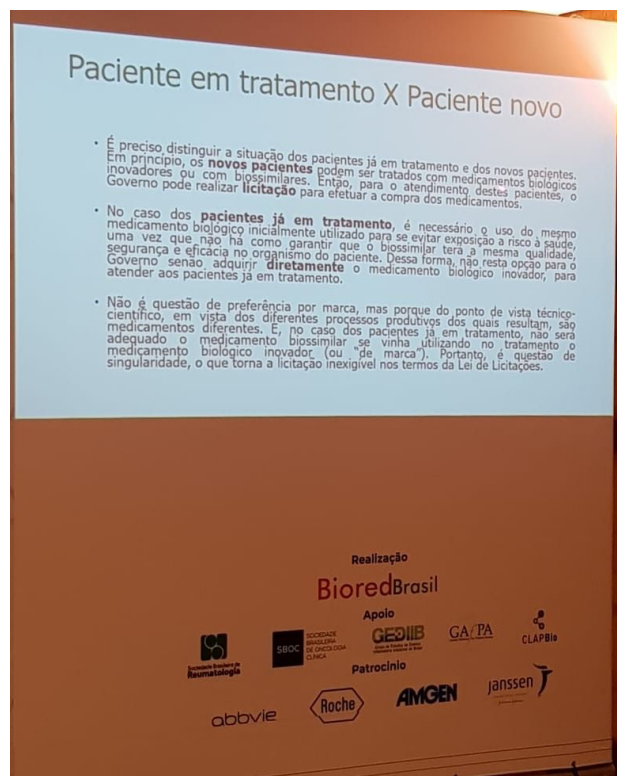 Paciente em tratamento X Paciente novo
• É preciso distinguir a situação dos pacientes já em tratamento e dos novos pacientes.
Em princípio, os novos pacientes podem ser tratados com medicamentos biológicos
inovadores ou com biossimilares. Então, para o atendimento destes pacientes, o
Governo pode realizar licitação para efetuar a compra dos medicamentos.
• No caso dos pacientes já em tratamento, é necessário o uso do mesmo
medicamento biológico inicialmente utilizado para se evitar exposição a risco à saúde,
uma vez que não há como garantir que o biossimilar terá a mesma qualidade,
segurança e eficácia no organismo do paciente. Dessa forma, não resta opção para o
Governo senão adquirir diretamente o medicamento biológico inovador, para
atender aos pacientes já em tratamento.
• Não é questão de preferência por marca, mas porque do ponto de vista técnico-
científico, em vista dos diferentes processos produtivos dos quais resultam, são
medicamentos diferentes. E, no caso dos pacientes já em tratamento, não será
adequado o medicamento biossimilar se vinha utilizando no tratamento o
medicamento biológico inovador (ou "de marca"). Portanto, é questão de
singularidade, o que torna a licitação inexigível nos termos da Lei de Licitações.
Realização
BioredBrasil
Apoio
Sociedade Brasileira de
Reumatologia
SBOC
SOCIEDADE
BRASILEIRA
DE ONCOLOGIA
CLÍNICA
GEDIIB
GAfPA
CLAPBio
Patrocinio
abbvie
Roche
AMGEN
janssen